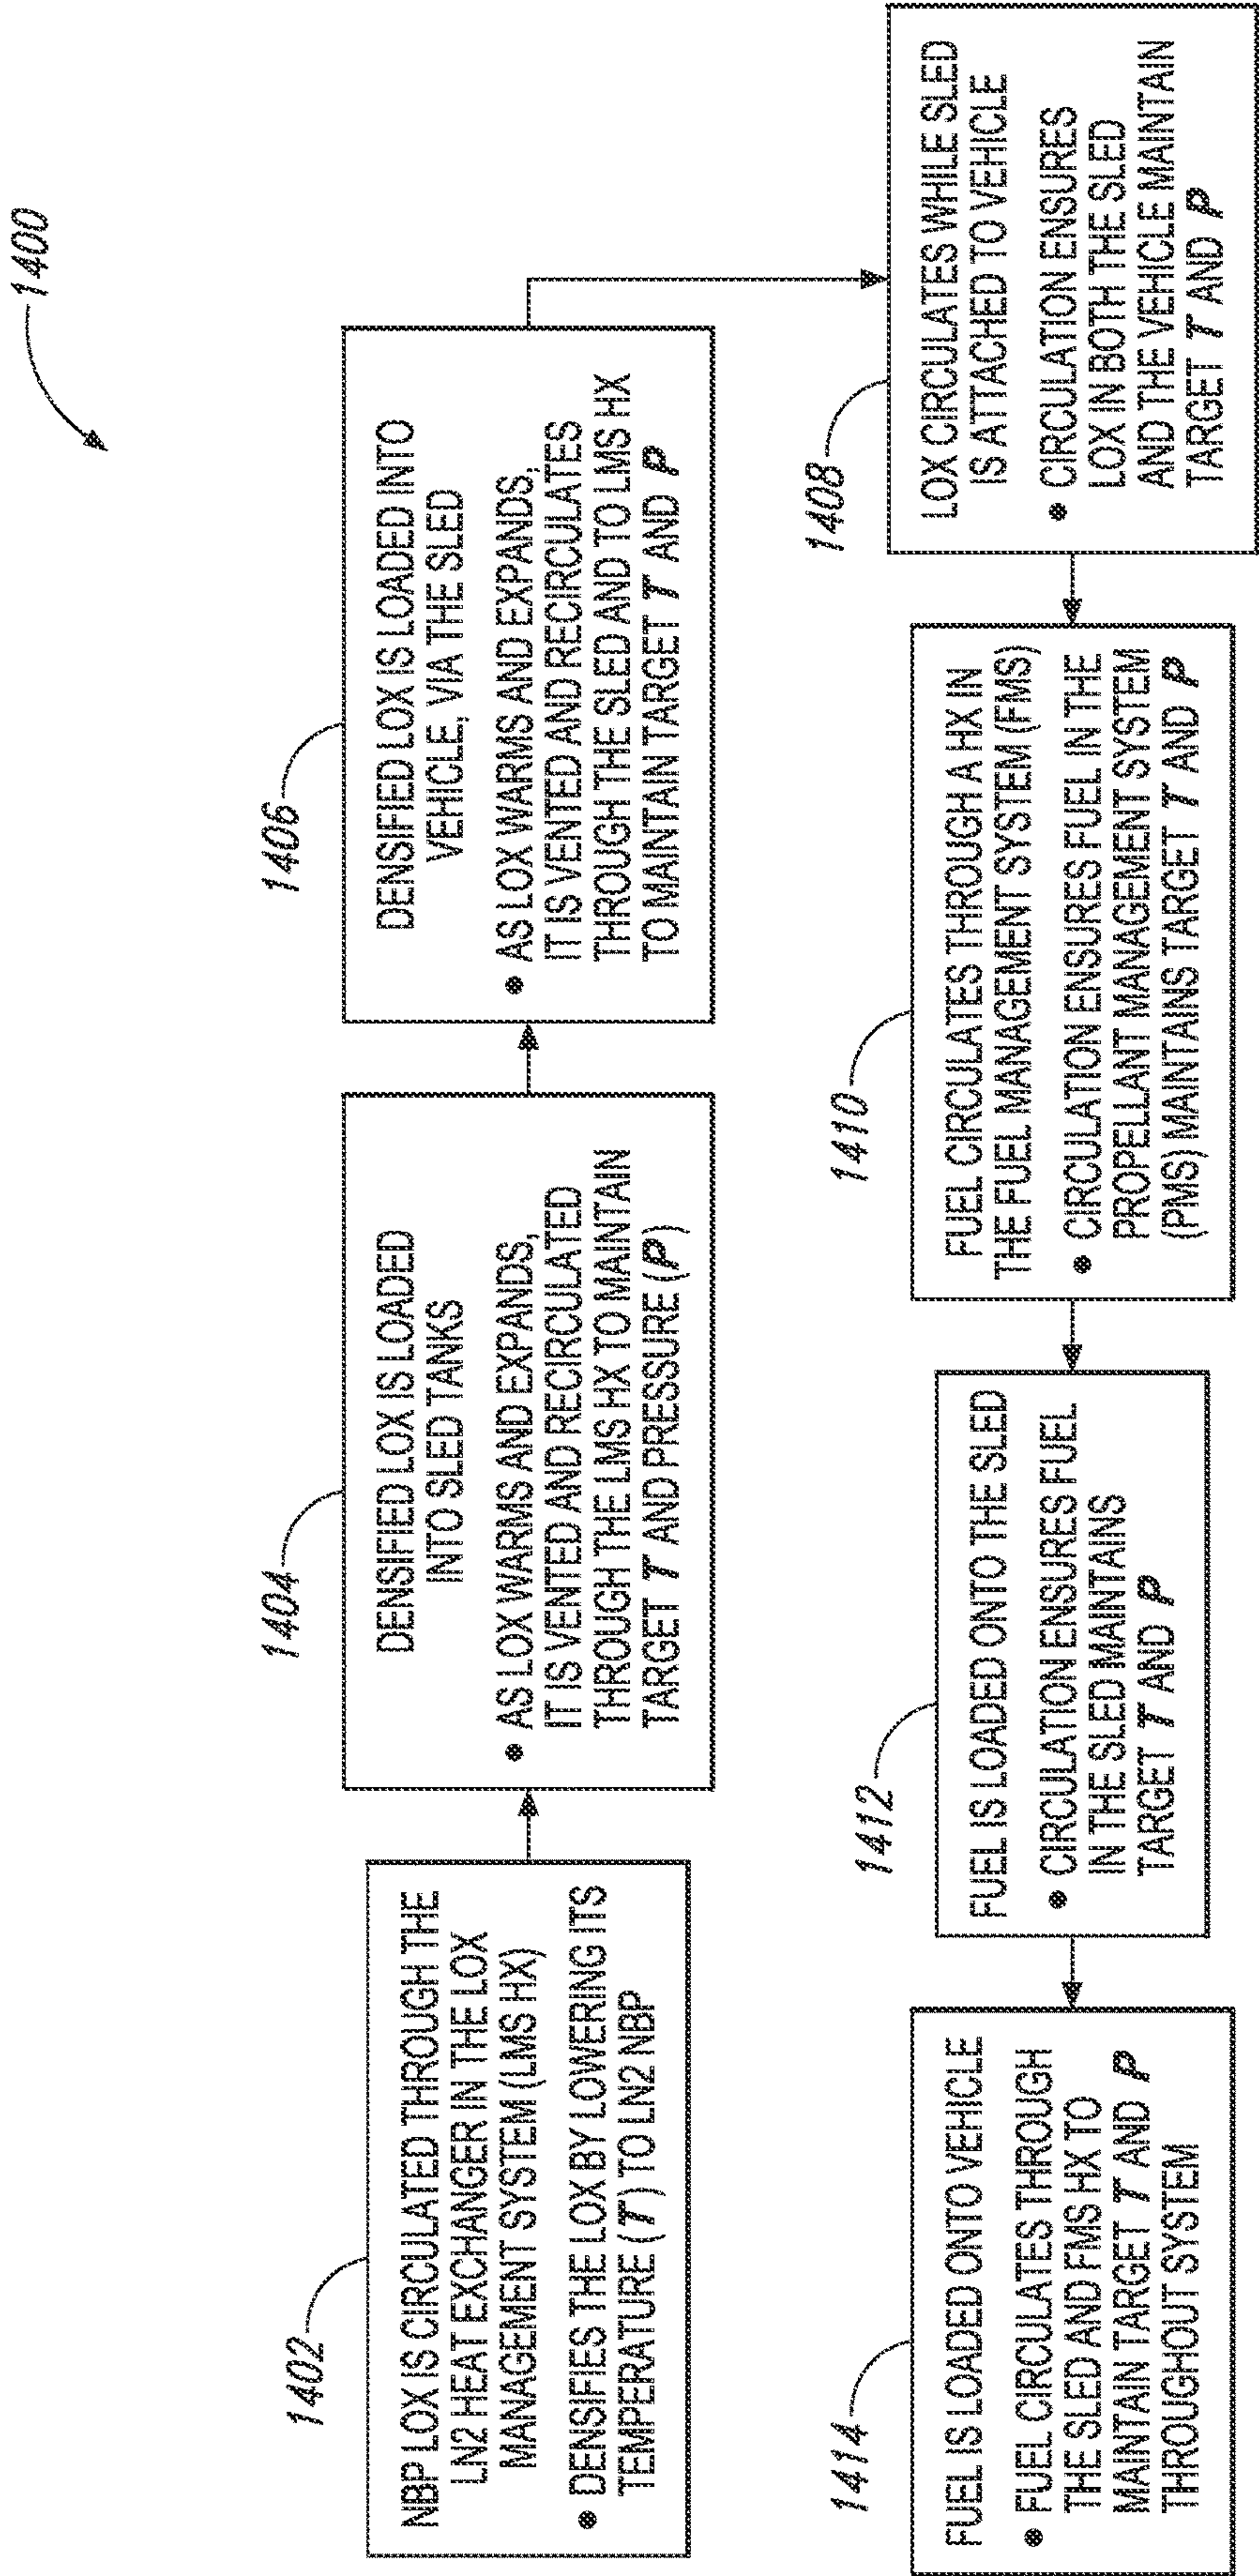 1400
1402
NBP LOX IS CIRCULATED THROUGH THE
LN2 HEAT EXCHANGER IN THE LOX
MANAGEMENT SYSTEM (LMS HX)
● DENSIFIES THE LOX BY LOWERING ITS
TEMPERATURE (T) TO LN2 NBP
1404
DENSIFIED LOX IS LOADED
INTO SLED TANKS
● AS LOX WARMS AND EXPANDS,
IT IS VENTED AND RECIRCULATED
THROUGH THE LMS HX TO MAINTAIN
TARGET T AND PRESSURE (P)
1406
DENSIFIED LOX IS LOADED INTO
VEHICLE, VIA THE SLED
● AS LOX WARMS AND EXPANDS,
IT IS VENTED AND RECIRCULATES
THROUGH THE SLED AND TO LMS HX
TO MAINTAIN TARGET T AND P
1408
LOX CIRCULATES WHILE SLED
IS ATTACHED TO VEHICLE
● CIRCULATION ENSURES
LOX IN BOTH THE SLED
AND THE VEHICLE MAINTAIN
TARGET T AND P
1410
FUEL CIRCULATES THROUGH A HX IN
THE FUEL MANAGEMENT SYSTEM (FMS)
● CIRCULATION ENSURES FUEL IN THE
PROPELLANT MANAGEMENT SYSTEM
(PMS) MAINTAINS TARGET T AND P
1412
FUEL IS LOADED ONTO THE SLED
● CIRCULATION ENSURES FUEL
IN THE SLED MAINTAINS
TARGET T AND P
1414
FUEL IS LOADED ONTO VEHICLE
● FUEL CIRCULATES THROUGH
THE SLED AND FMS HX TO
MAINTAIN TARGET T AND P
THROUGHOUT SYSTEM